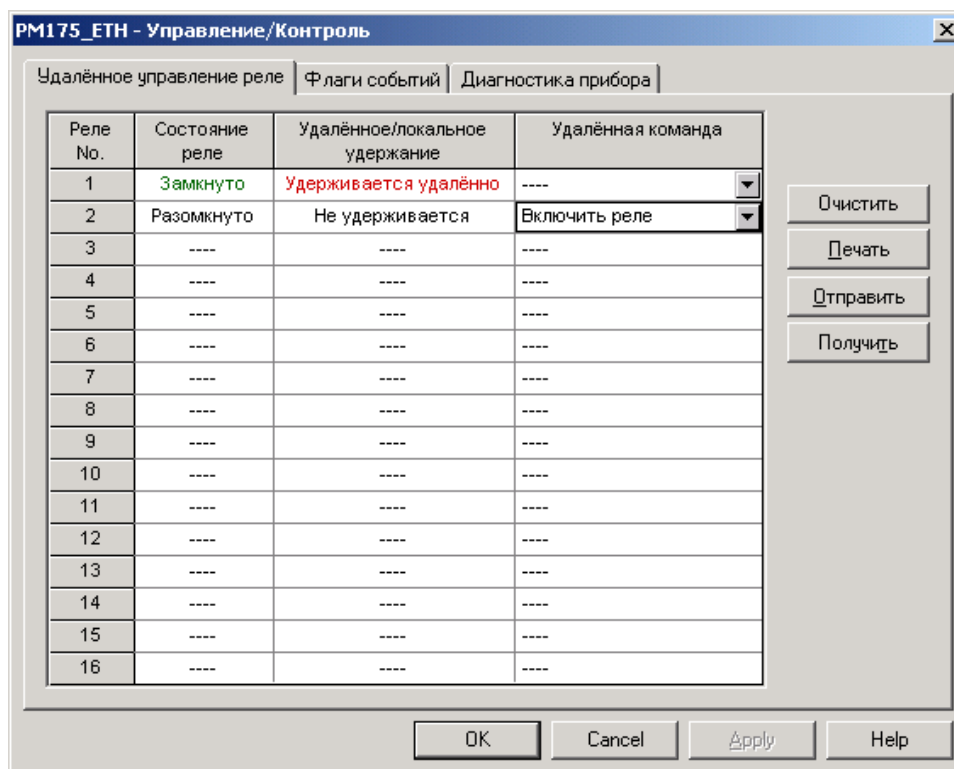 PM175_ETH - Управление/Контроль
Удалённое управление реле Флаги событий Диагностика прибора
Реле No. Состояние реле Удалённое/локальное удержание Удалённая команда
1 Замкнуто Удерживается удалённо ----
2 Разомкнуто Не удерживается Включить реле
3 ---- ---- ----
4 ---- ---- ----
5 ---- ---- ----
6 ---- ---- ----
7 ---- ---- ----
8 ---- ---- ----
9 ---- ---- ----
10 ---- ---- ----
11 ---- ---- ----
12 ---- ---- ----
13 ---- ---- ----
14 ---- ---- ----
15 ---- ---- ----
16 ---- ---- ----
Очистить
Печать
Отправить
Получить
OK Cancel Apply Help